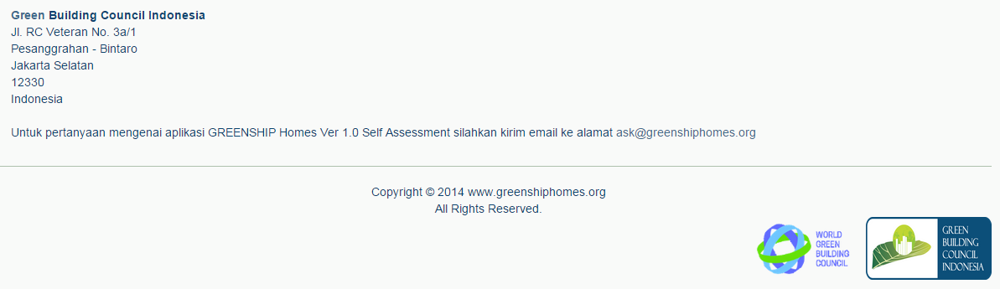 Green Building Council Indonesia
Jl. RC Veteran No. 3a/1
Pesanggrahan - Bintaro
Jakarta Selatan
12330
Indonesia
Untuk pertanyaan mengenai aplikasi GREENSHIP Homes Ver 1.0 Self Assessment silahkan kirim email ke alamat ask@greenshiphomes.org
Copyright © 2014 www.greenshiphomes.org
All Rights Reserved.
WORLD
GREEN
BUILDING
COUNCIL
GREEN
BUILDING
COUNCIL
INDONESIA